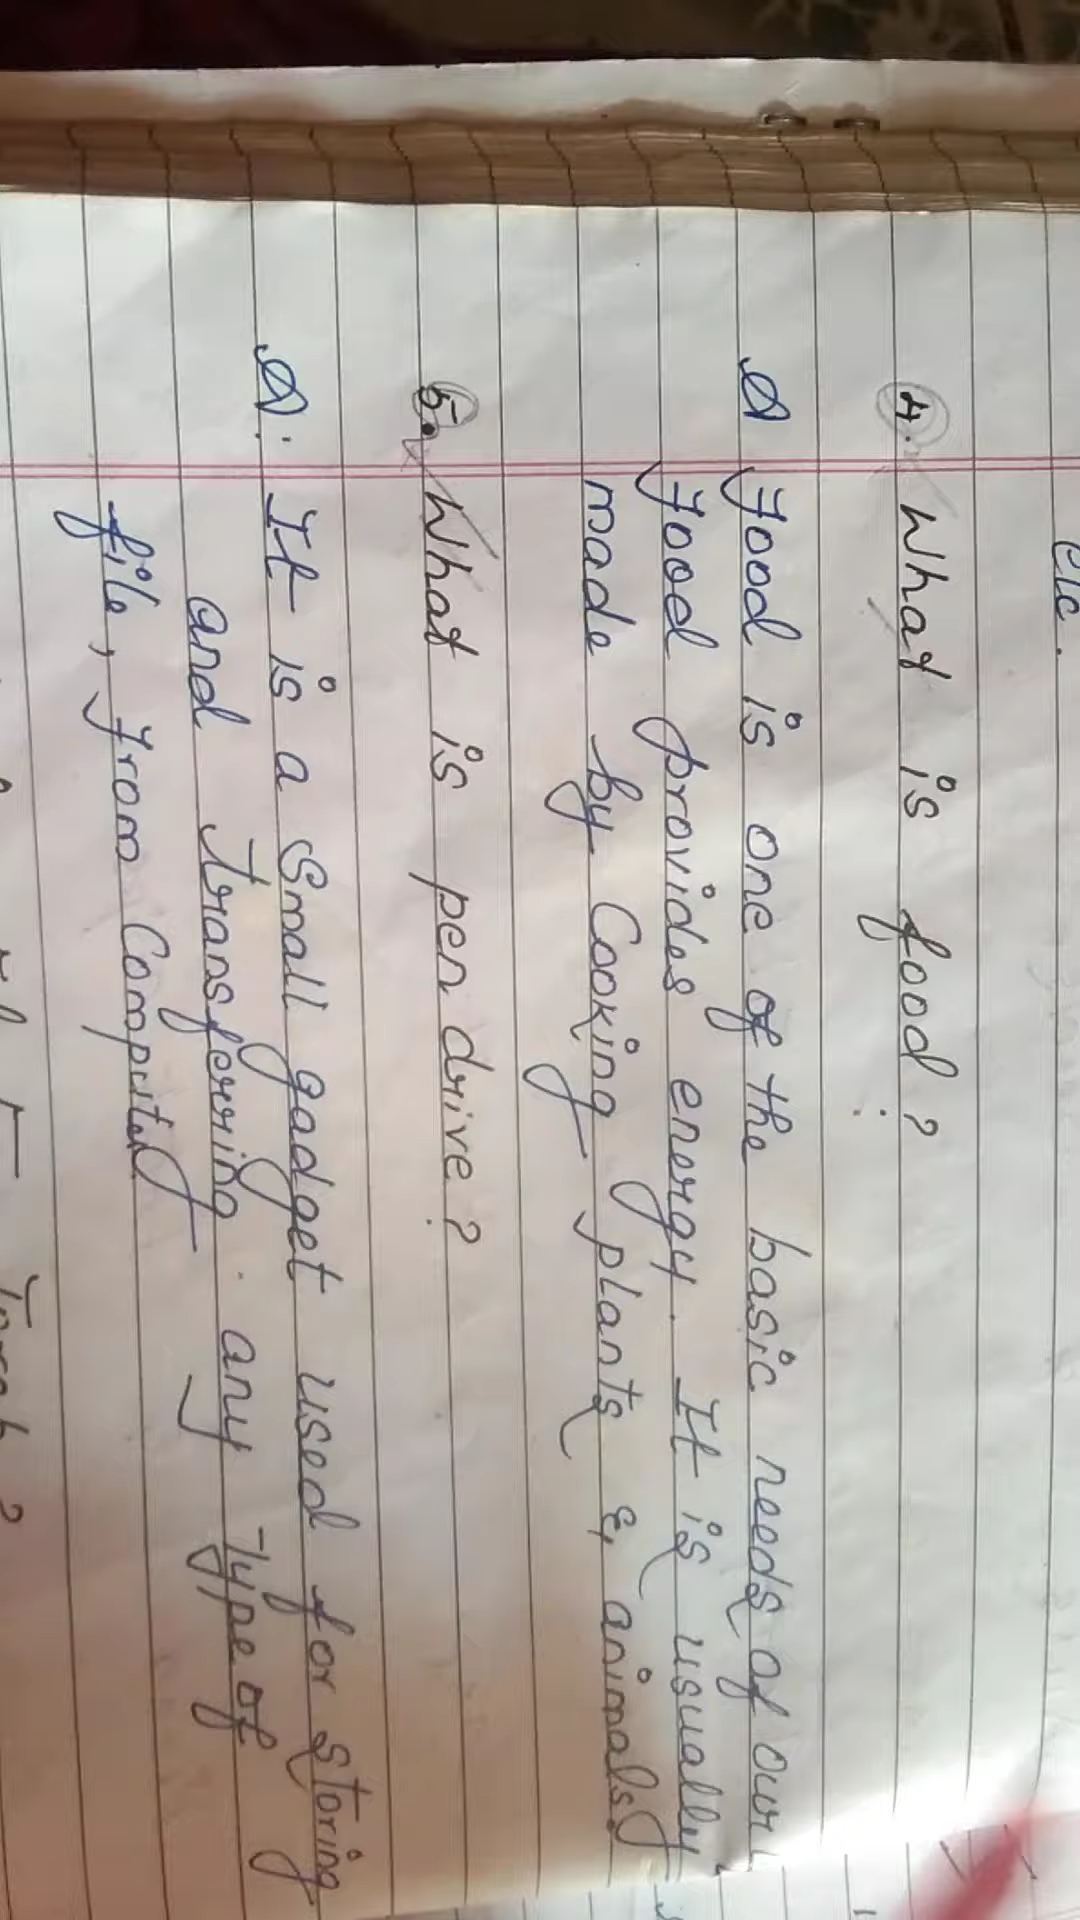 etc.
4. What is food?
A Food is one of the basic needs of our
food provides energy. It is usually
made by Cooking plants & animals.
5. What is pen drive?
A. It is a Small gadget used for storing
and transferring any type of
file, from Computer